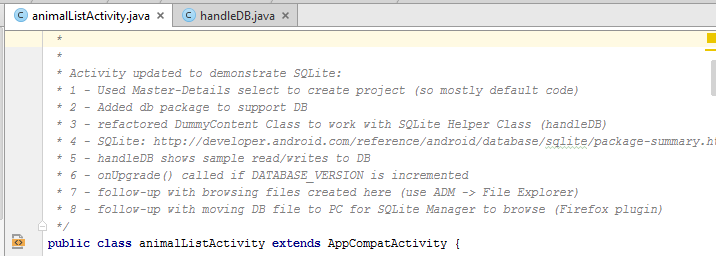 animalListActivity.java handleDB.java
*
*
* Activity updated to demonstrate SQLite:
* 1 - Used Master-Details select to create project (so mostly default code)
* 2 - Added db package to support DB
* 3 - refactored DummyContent Class to work with SQLite Helper Class (handleDB)
* 4 - SQLite: http://developer.android.com/reference/android/database/sqlite/package-summary.ht
* 5 - handleDB shows sample read/writes to DB
* 6 - onUpgrade() called if DATABASE_VERSION is incremented
* 7 - follow-up with browsing files created here (use ADM -> File Explorer)
* 8 - follow-up with moving DB file to PC for SQLite Manager to browse (Firefox plugin)
*/
public class animalListActivity extends AppCompatActivity {